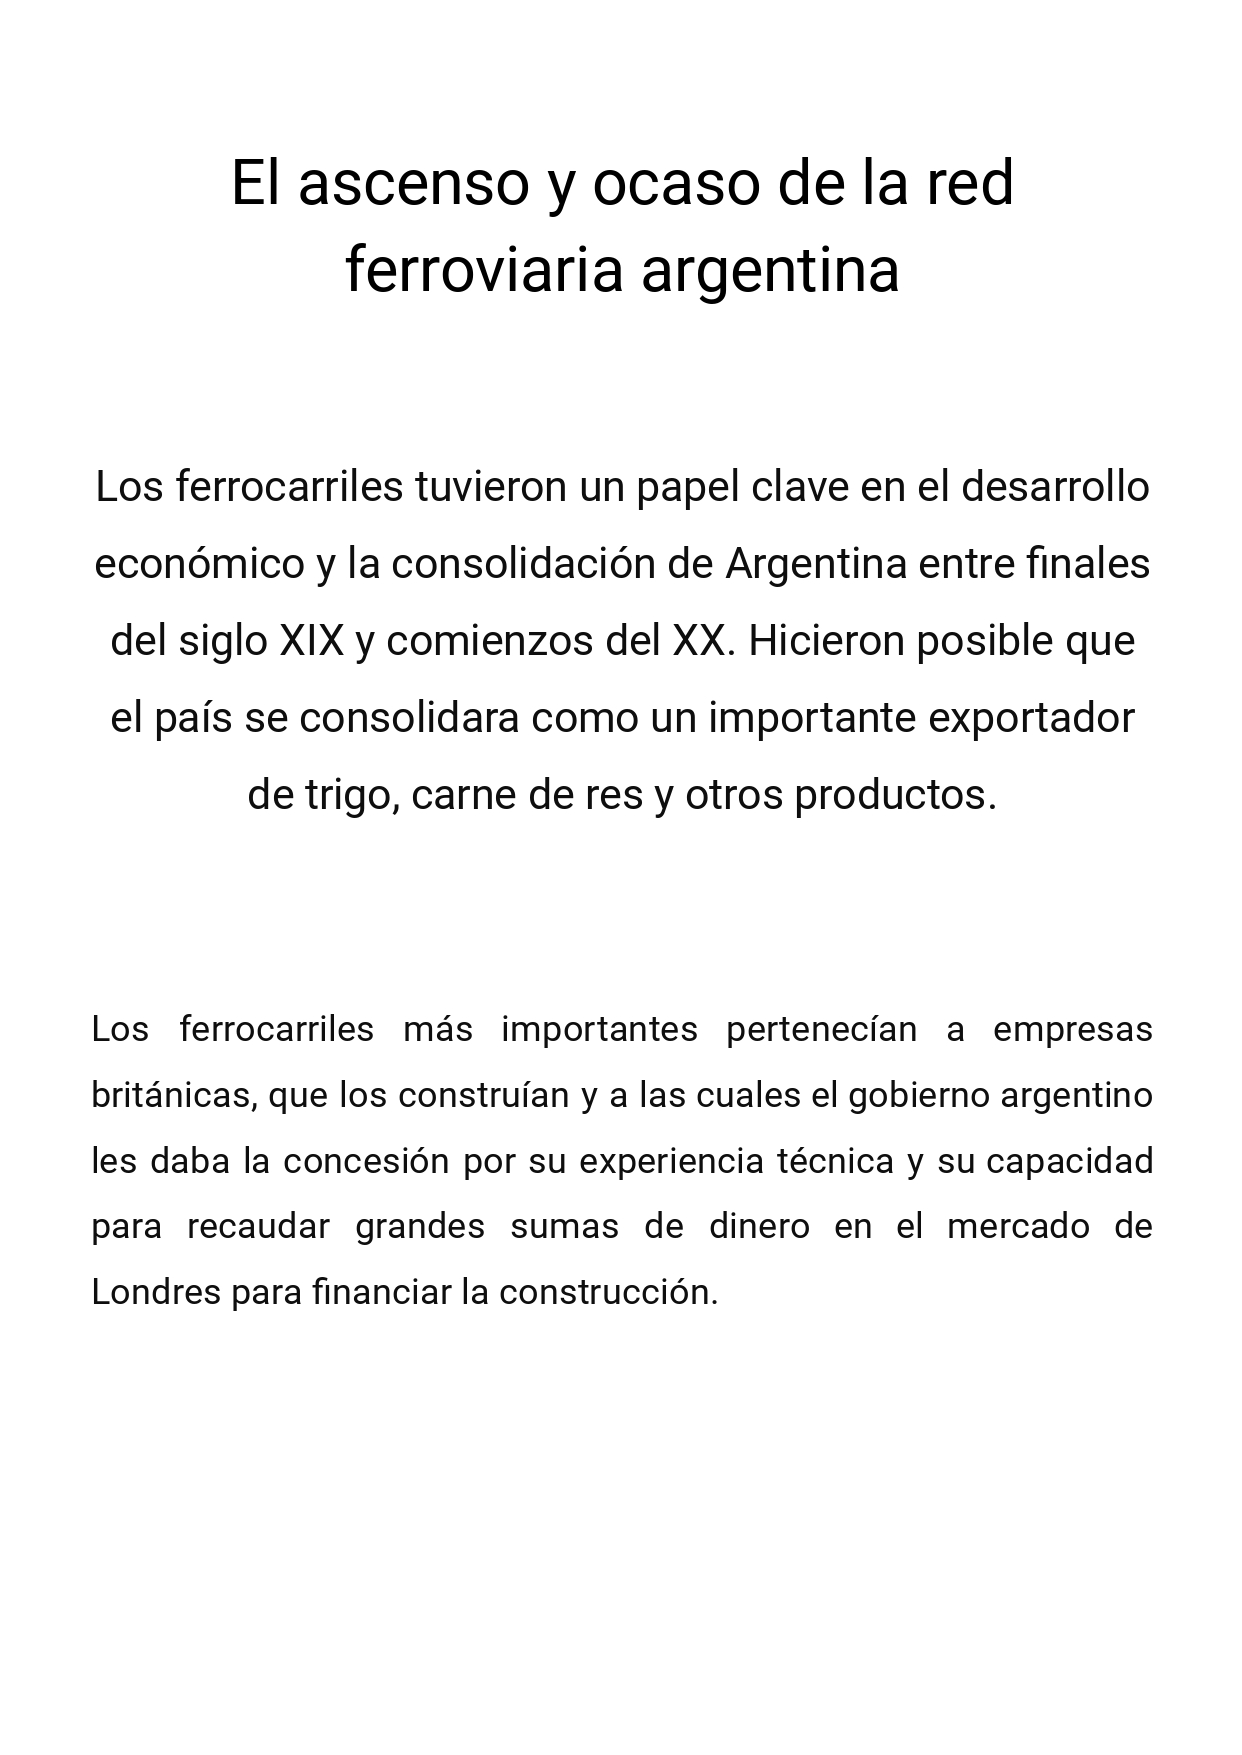 El ascenso y ocaso de la red
ferroviaria argentina
Los ferrocarriles tuvieron un papel clave en el desarrollo
económico y la consolidación de Argentina entre finales
del siglo XIX y comienzos del XX. Hicieron posible que
el país se consolidara como un importante exportador
de trigo, carne de res y otros productos.
Los ferrocarriles más importantes pertenecían a empresas
británicas, que los construían y a las cuales el gobierno argentino
les daba la concesión por su experiencia técnica y su capacidad
para recaudar grandes sumas de dinero en el mercado de
Londres para financiar la construcción.